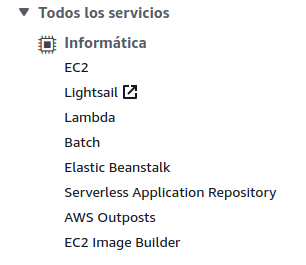 Todos los servicios
Informática
EC2
Lightsail
Lambda
Batch
Elastic Beanstalk
Serverless Application Repository
AWS Outposts
EC2 Image Builder